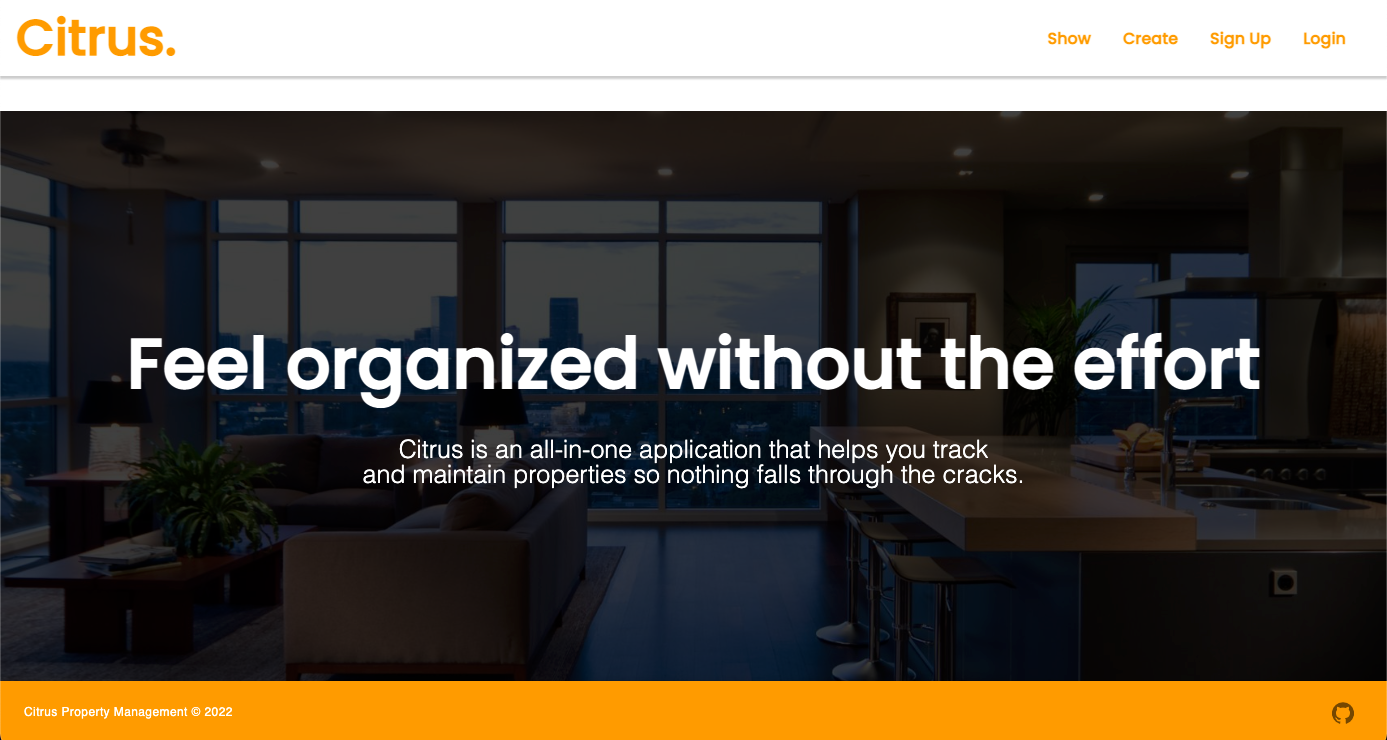 Citrus.
Show Create Sign Up Login
Feel organized without the effort
Citrus is an all-in-one application that helps you track
and maintain properties so nothing falls through the cracks.
Citrus Property Management © 2022